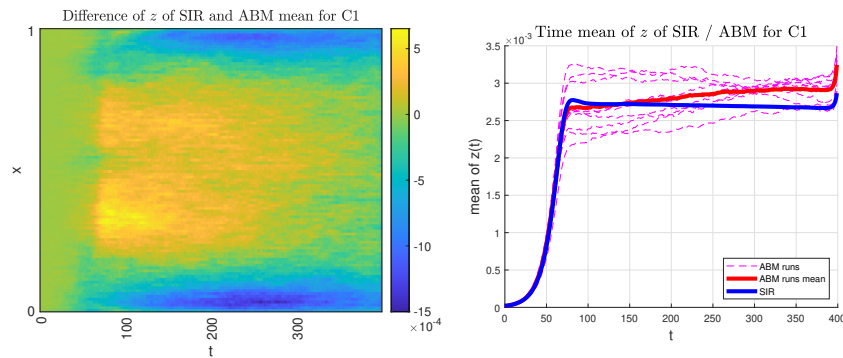 Difference of z of SIR and ABM mean for C1
1
x
0
0
100
200
300
t
5
0
-5
-10
-15
×10⁻⁴
Time mean of z of SIR / ABM for C1
×10⁻³
3.5
3
2.5
2
1.5
1
0.5
0
mean of z(t)
0 50 100 150 200 250 300 350 400
t
ABM runs
ABM runs mean
SIR